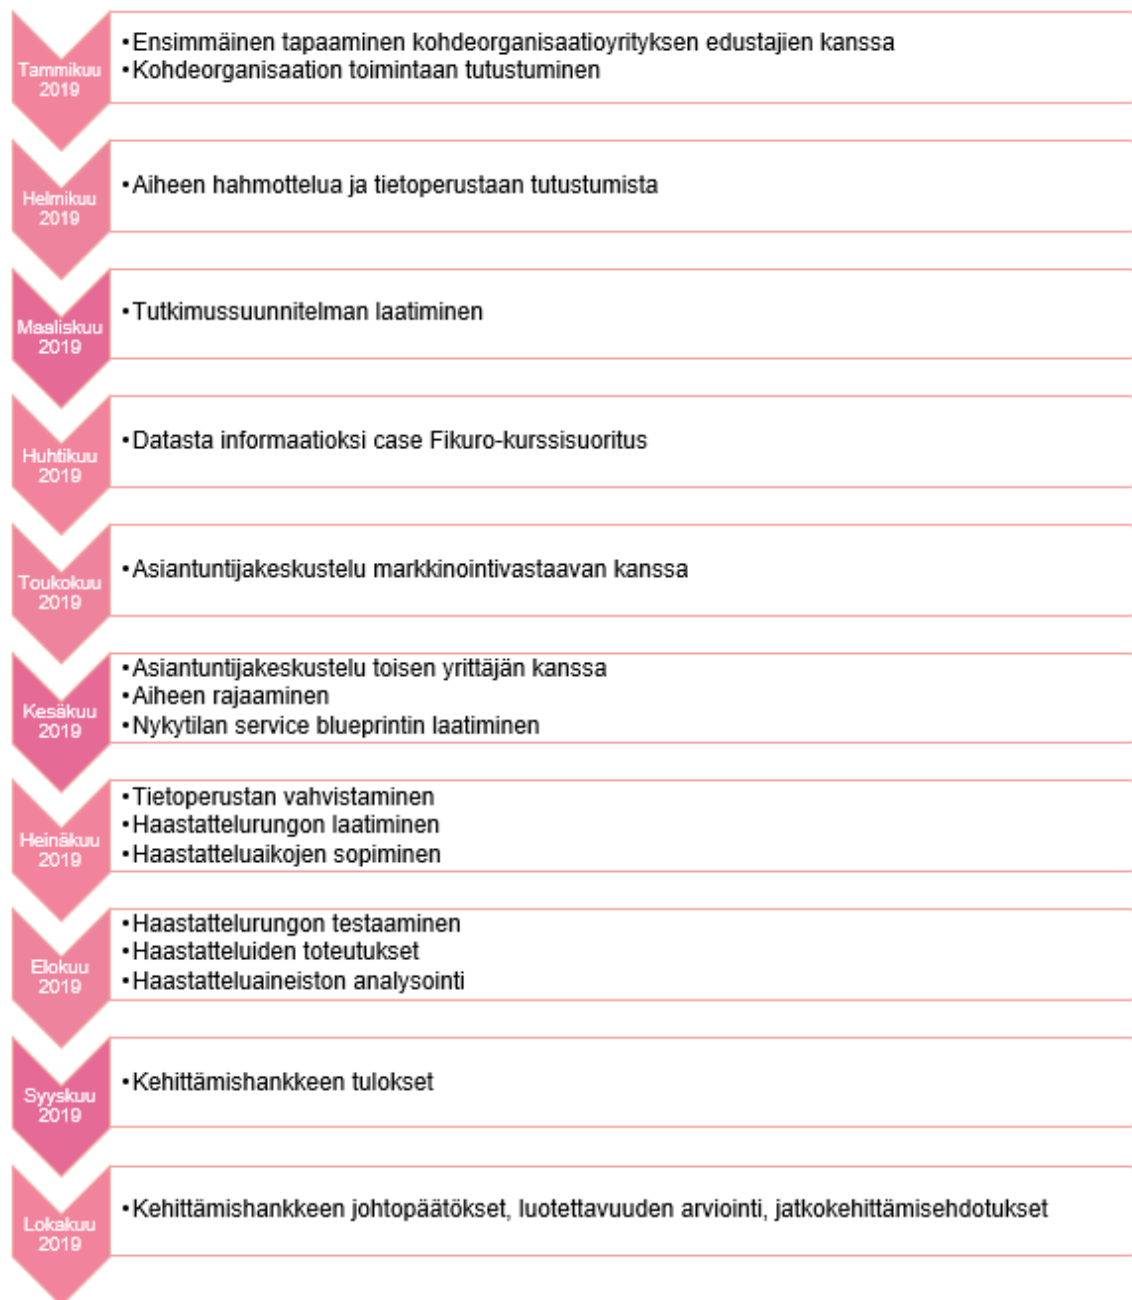 Tammikuu
2019
•Ensimmäinen tapaaminen kohdeorganisaatioyrityksen edustajien kanssa
•Kohdeorganisaation toimintaan tutustuminen
Helmikuu
2019
•Aiheen hahmottelua ja tietoperustaan tutustumista
Maaliskuu
2019
•Tutkimussuunnitelman laatiminen
Huhtikuu
2019
•Datasta informaatioksi case Fikuro-kurssisuoritus
Toukokuu
2019
•Asiantuntijakeskustelu markkinointivastaavan kanssa
Kesäkuu
2019
•Asiantuntijakeskustelu toisen yrittäjän kanssa
•Aiheen rajaaminen
•Nykytilan service blueprintin laatiminen
Heinäkuu
2019
•Tietoperustan vahvistaminen
•Haastattelurungon laatiminen
•Haastatteluaikojen sopiminen
Elokuu
2019
•Haastattelurungon testaaminen
•Haastatteluiden toteutukset
•Haastatteluaineiston analysointi
Syyskuu
2019
•Kehittämishankkeen tulokset
Lokakuu
2019
•Kehittämishankkeen johtopäätökset, luotettavuuden arviointi, jatkokehittämisehdotukset